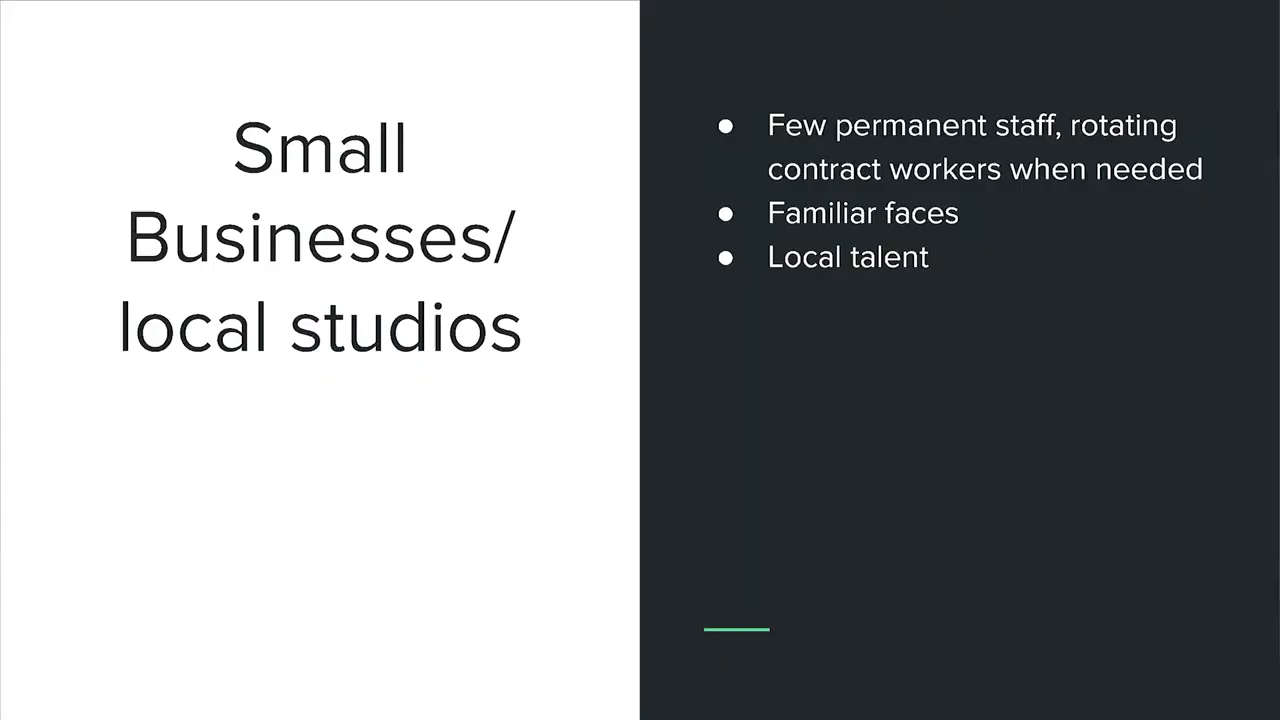 Small
Businesses/
local studios
● Few permanent staff, rotating
contract workers when needed
● Familiar faces
● Local talent